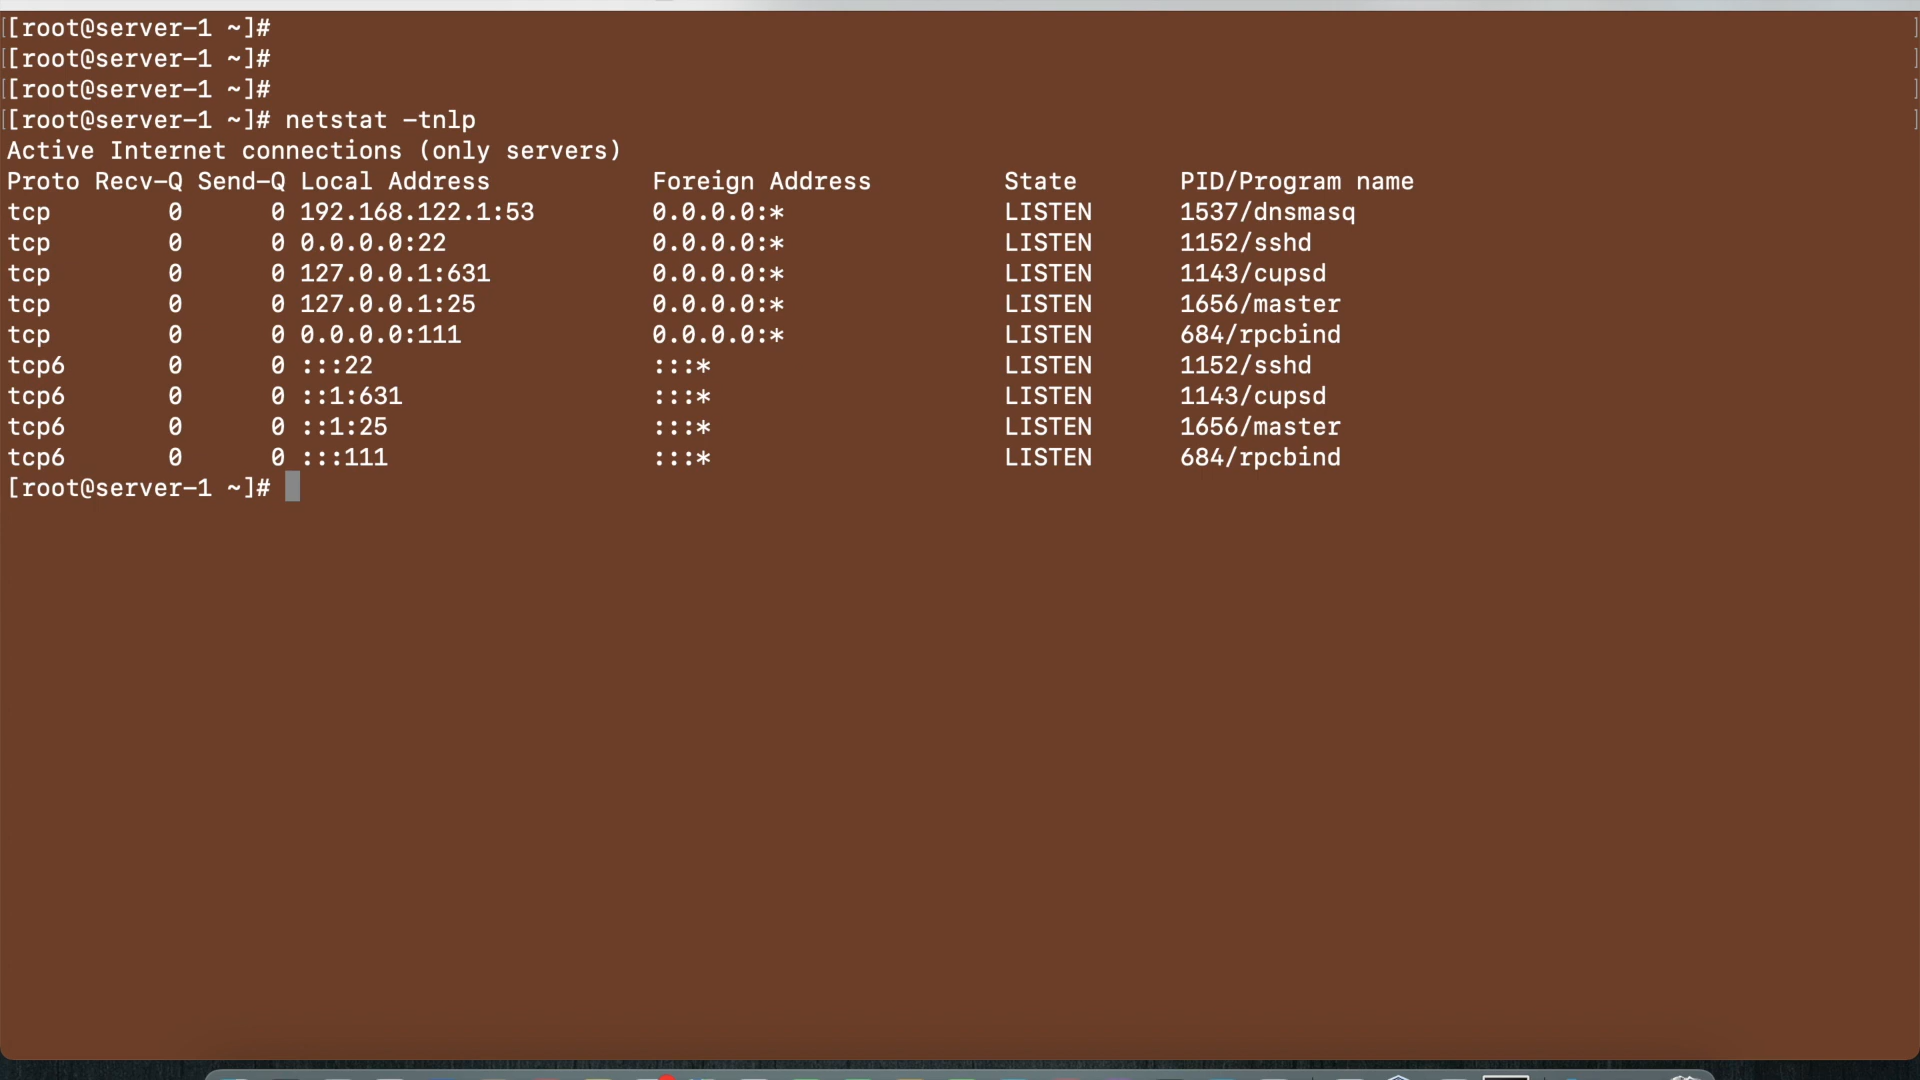 [root@server-1 ~]#
[root@server-1 ~]#
[root@server-1 ~]#
[root@server-1 ~]# netstat -tnlp
Active Internet connections (only servers)
Proto Recv-Q Send-Q Local Address           Foreign Address         State       PID/Program name
tcp        0      0 192.168.122.1:53        0.0.0.0:*               LISTEN      1537/dnsmasq
tcp        0      0 0.0.0.0:22              0.0.0.0:*               LISTEN      1152/sshd
tcp        0      0 127.0.0.1:631           0.0.0.0:*               LISTEN      1143/cupsd
tcp        0      0 127.0.0.1:25            0.0.0.0:*               LISTEN      1656/master
tcp        0      0 0.0.0.0:111             0.0.0.0:*               LISTEN      684/rpcbind
tcp6       0      0 :::22                   :::*                    LISTEN      1152/sshd
tcp6       0      0 ::1:631                 :::*                    LISTEN      1143/cupsd
tcp6       0      0 ::1:25                  :::*                    LISTEN      1656/master
tcp6       0      0 :::111                  :::*                    LISTEN      684/rpcbind
[root@server-1 ~]#